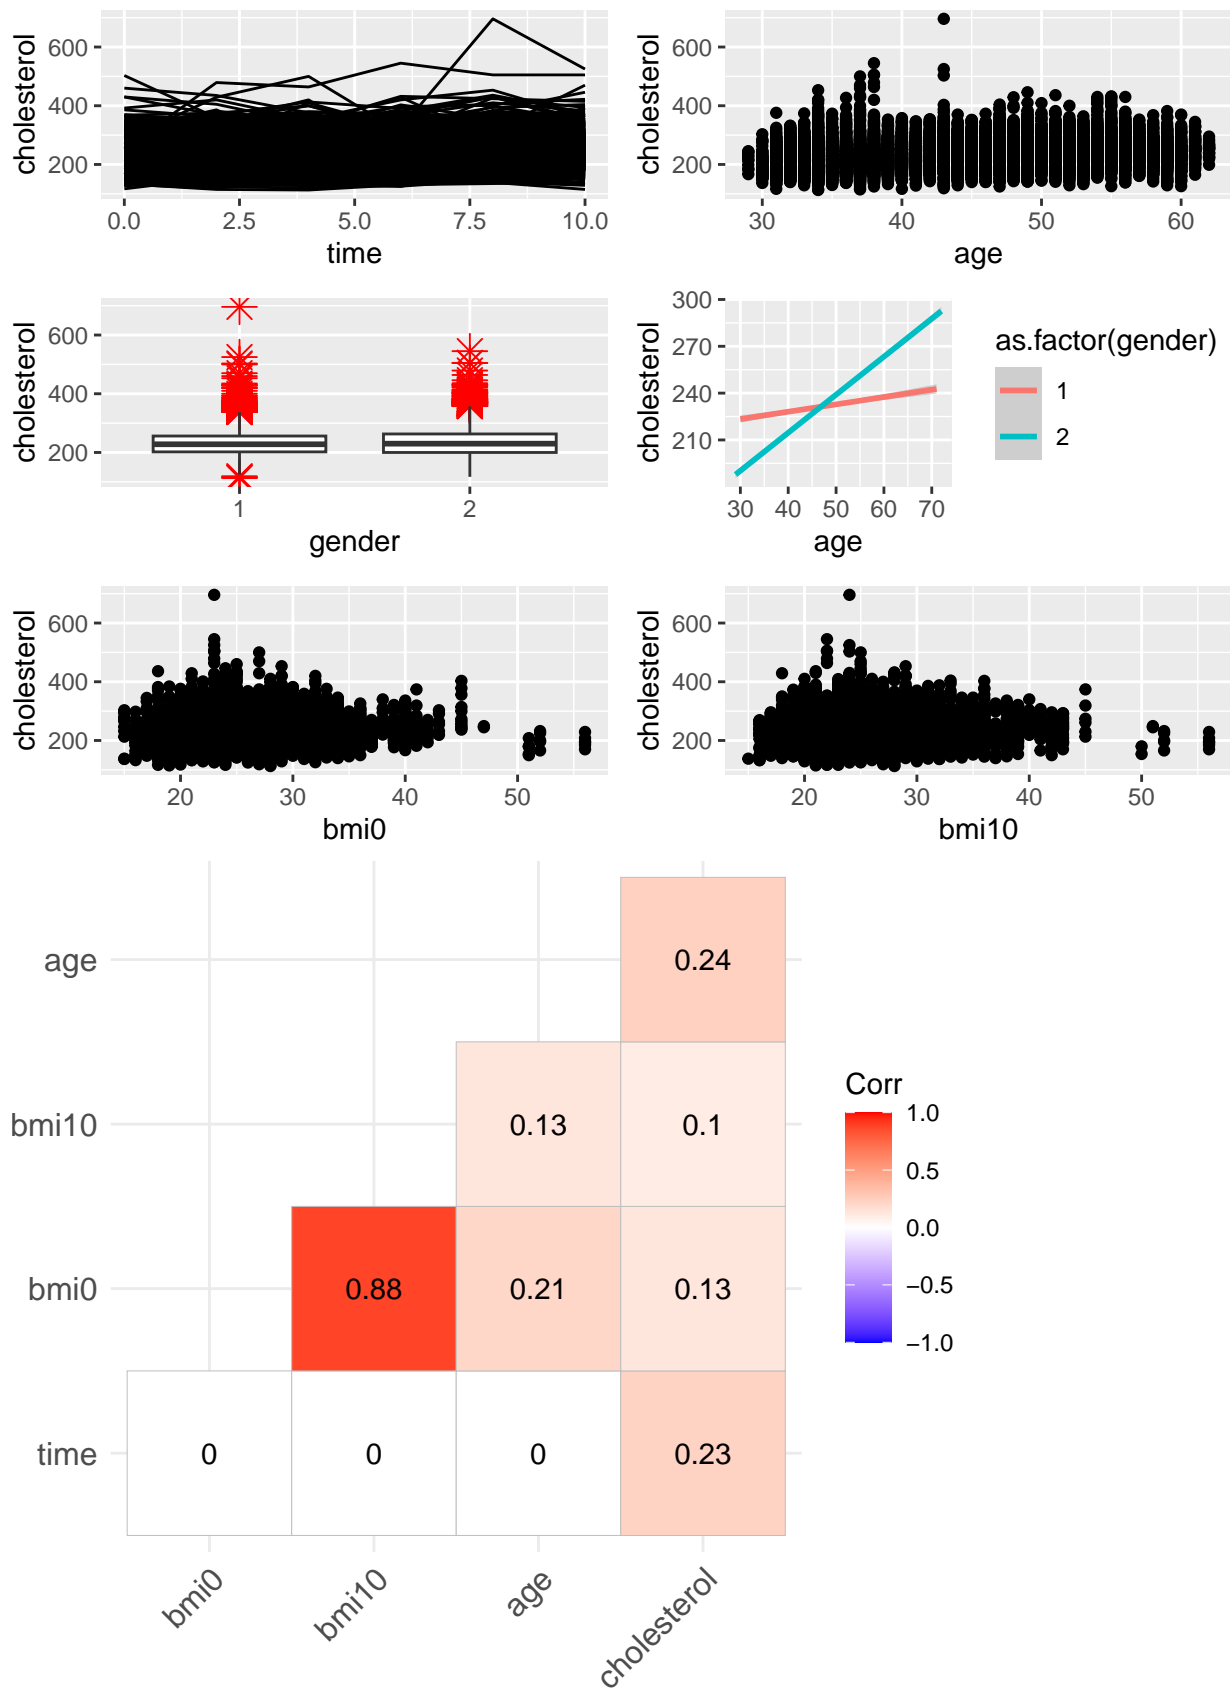 cholesterol
600
400
200
0.0 2.5 5.0 7.5 10.0
time
cholesterol
600
400
200
30 40 50 60
age
cholesterol
600
400
200
1 2
gender
cholesterol
300
270
240
210
30 40 50 60 70
age
as.factor(gender)
1
2
cholesterol
600
400
200
20 30 40 50
bmi0
cholesterol
600
400
200
20 30 40 50
bmi10
age 0.24
bmi10 0.13 0.1
bmi0 0.88 0.21 0.13
time 0 0 0 0.23
bmi0 bmi10 age cholesterol
Corr
1.0
0.5
0.0
−0.5
−1.0